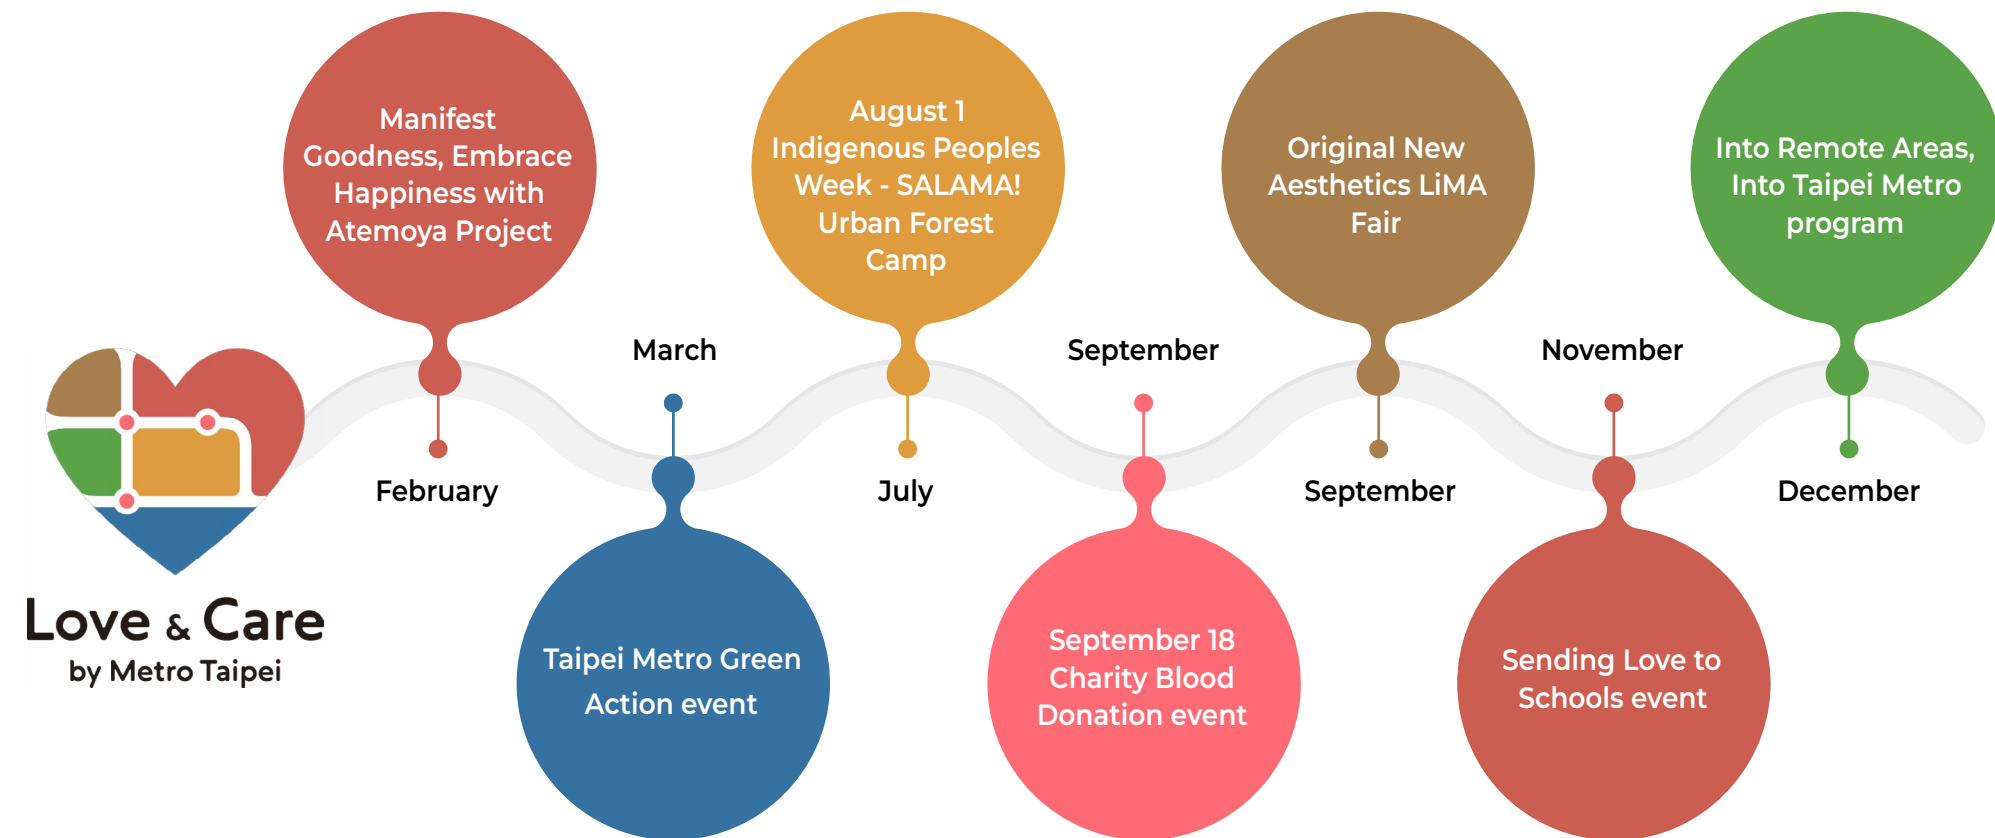 Love & Care
by Metro Taipei
Manifest
Goodness, Embrace
Happiness with
Atemoya Project
February
March
Taipei Metro Green
Action event
August 1
Indigenous Peoples
Week - SALAMA!
Urban Forest
Camp
July
September
September 18
Charity Blood
Donation event
Original New
Aesthetics LiMA
Fair
September
November
Sending Love to
Schools event
Into Remote Areas,
Into Taipei Metro
program
December